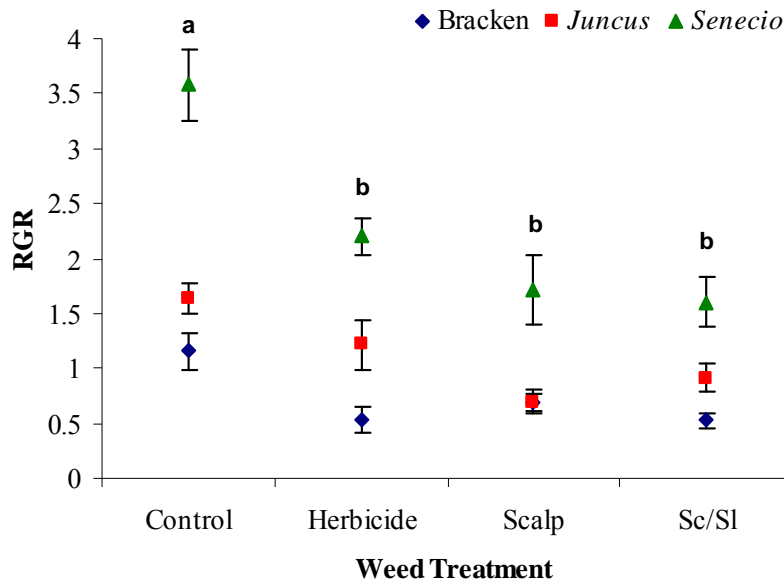 Bracken Juncus Senecio
4
a
3.5
3
2.5
b
b
b
2
1.5
1
0.5
0
RGR
Control Herbicide Scalp Sc/Sl
Weed Treatment